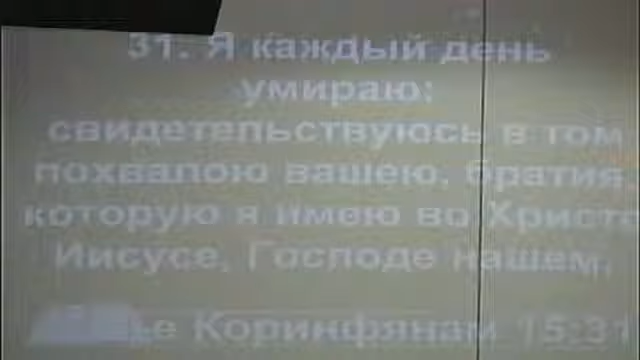 31. Я каждый день
умираю:
свидетельствуюсь в том
похвалою вашею, братия,
которую я имею во Христе
Иисусе, Господе нашем.
Коринфянам 15:31